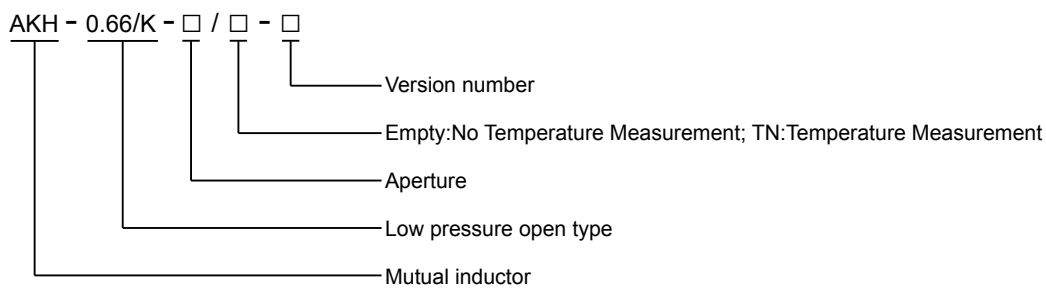 AKH - 0.66/K - □ / □ - □
Version number
Empty:No Temperature Measurement; TN:Temperature Measurement
Aperture
Low pressure open type
Mutual inductor